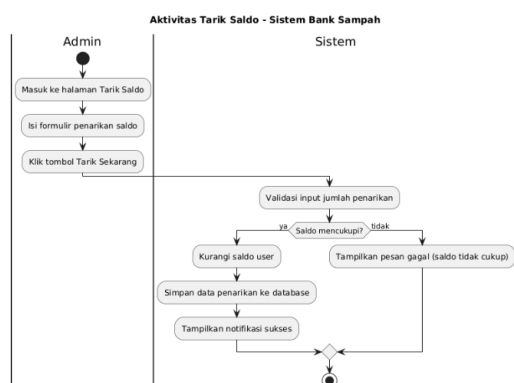 Aktivitas Tarik Saldo - Sistem Bank Sampah
Admin
Sistem
Masuk ke halaman Tarik Saldo
Isi formulir penarikan saldo
Klik tombol Tarik Sekarang
Validasi input jumlah penarikan
ya
Saldo mencukupi?
tidak
Kurangi saldo user
Tampilkan pesan gagal (saldo tidak cukup)
Simpan data penarikan ke database
Tampilkan notifikasi sukses